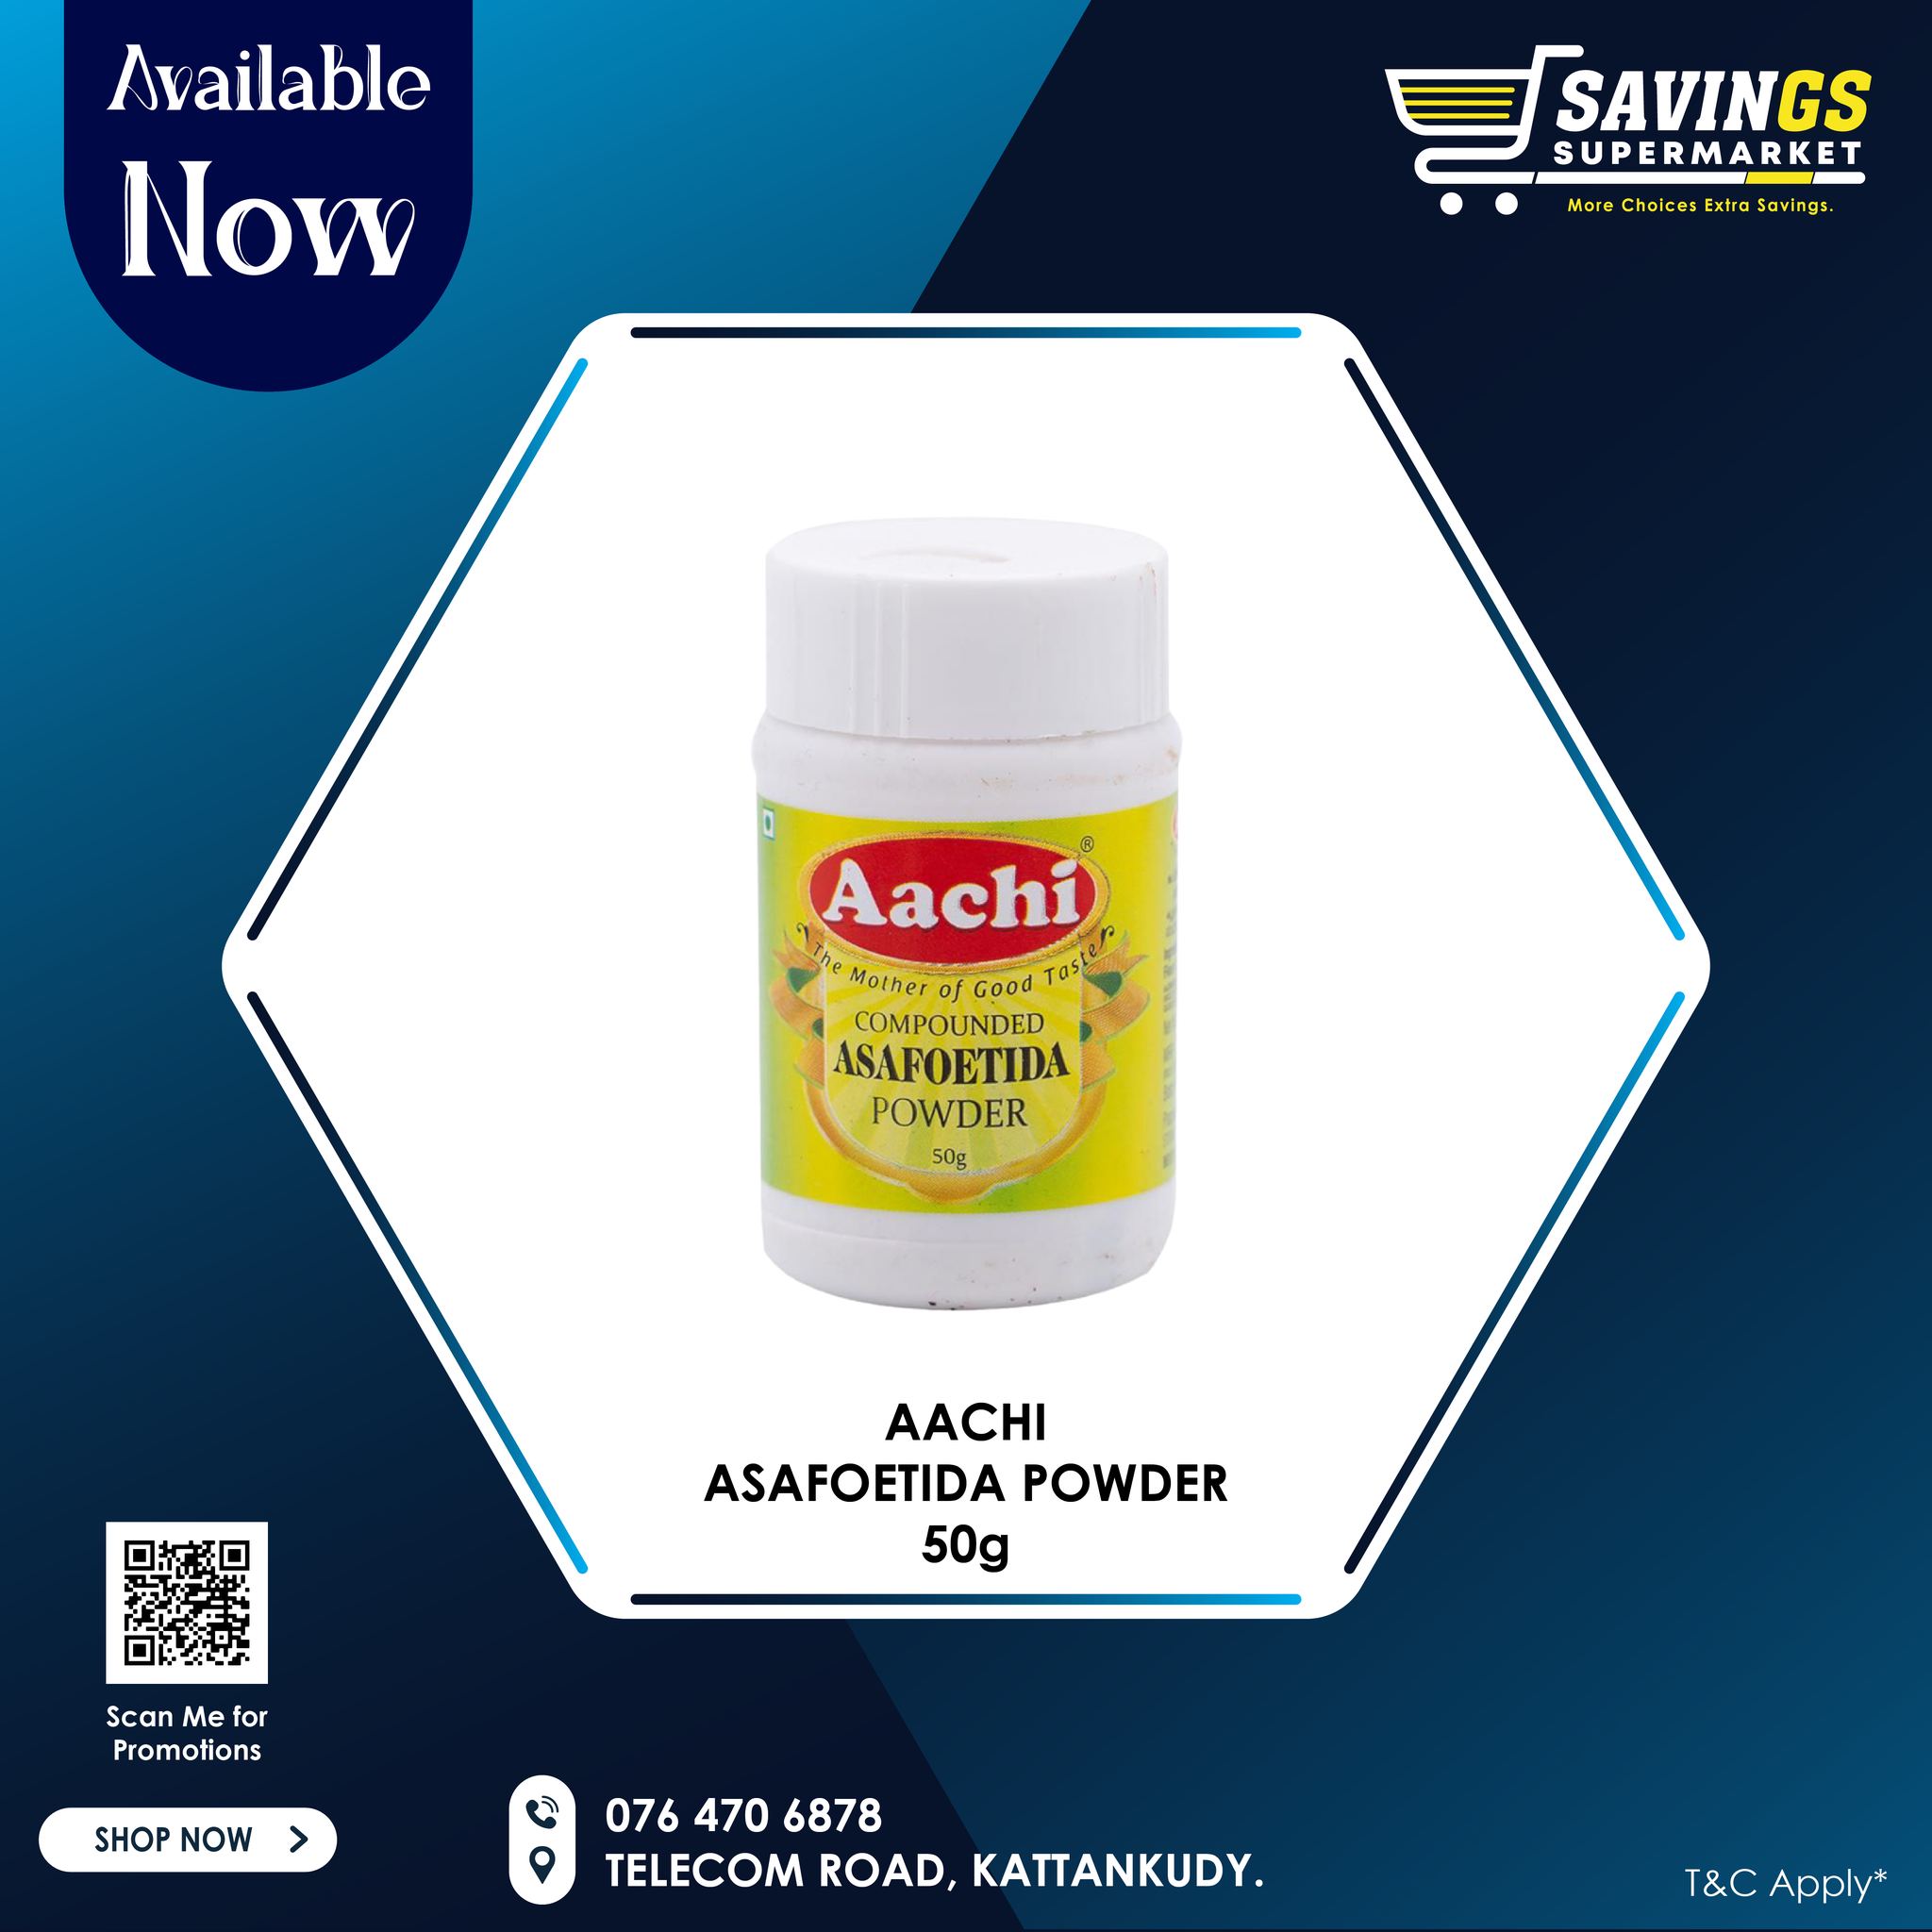 Available
Now
SAVINGS
SUPERMARKET
More Choices Extra Savings.
Aachi®
The Mother of Good Taste
COMPOUNDED
ASAFOETIDA
POWDER
50g
AACHI
ASAFOETIDA POWDER
50g
Scan Me for
Promotions
SHOP NOW
076 470 6878
TELECOM ROAD, KATTANKUDY.
T&C Apply*